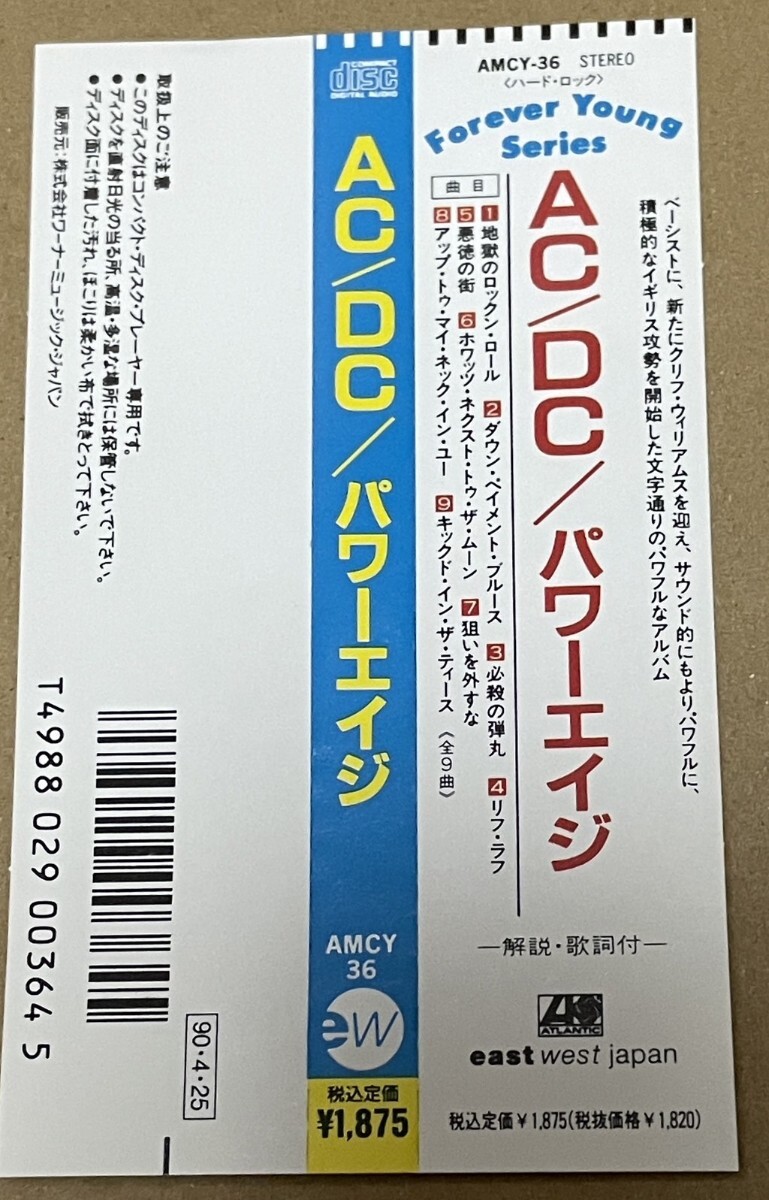 AMCY-36 STEREO
〈ハード・ロック〉
Forever Young
Series
ベーシストに、新たにクリフ・ウィリアムスを迎え、サウンド的にもよりパワフルに、
積極的なイギリス攻勢を開始した文字通りのパワフルなアルバム
AC/DC/パワーエイジ
曲目
1 地獄のロックン・ロール 2 ダウン・ペイメント・ブルース 3 必殺の弾丸 4 リフ・ラフ
5 悪徳の街 6 ホワッツ・ネクスト・トゥ・ザ・ムーン 7 狙いを外すな
8 アップ・トゥ・マイ・ネック・イン・ユー 9 キックド・イン・ザ・ティース 〈全9曲〉
—解説・歌詞付—
ATLANTIC
east west japan
税込定価¥1,875(税抜価格¥1,820)
COMPACT
disc
DIGITAL AUDIO
AC/DC/パワーエイジ
AMCY
36
ew
税込定価
¥1,875
取扱上のご注意
●このディスクはコンパクト・ディスク・プレーヤー専用です。
●ディスクを直射日光の当る所、高温・多湿な場所には保管しないで下さい。
●ディスク面に付着した汚れ、ほこりは柔かい布で拭きとって下さい。
販売元：株式会社ワーナーミュージック・ジャパン
T4988 029 00364 5
90・4・25